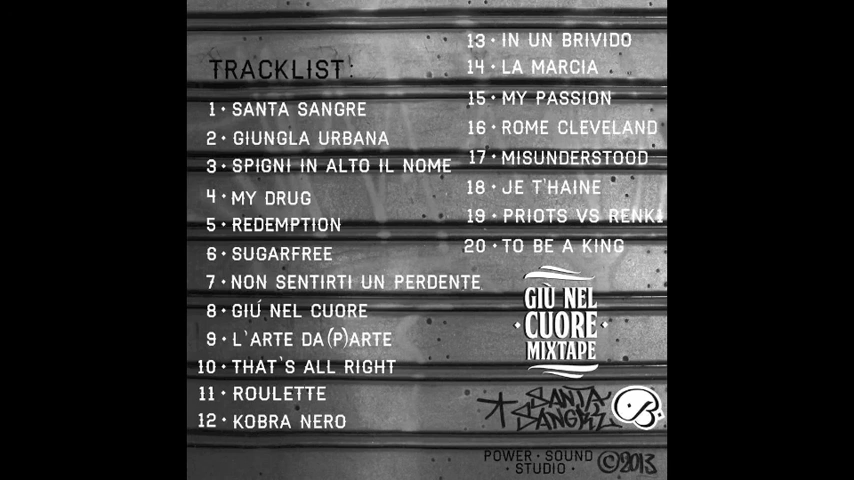 TRACKLIST:
1 • SANTA SANGRE
2 • GIUNGLA URBANA
3 • SPIGNI IN ALTO IL NOME
4 • MY DRUG
5 • REDEMPTION
6 • SUGARFREE
7 • NON SENTIRTI UN PERDENTE
8 • GIÚ NEL CUORE
9 • L'ARTE DA(P)ARTE
10 • THAT'S ALL RIGHT
11 • ROULETTE
12 • KOBRA NERO
13 • IN UN BRIVIDO
14 • LA MARCIA
15 • MY PASSION
16 • ROME CLEVELAND
17 • MISUNDERSTOOD
18 • JE T'HAINE
19 • PRIOTS VS RENKI
20 • TO BE A KING
GIÙ NEL
• CUORE •
MIXTAPE
SANTA
SANGRE
POWER • SOUND
• STUDIO •
©2013